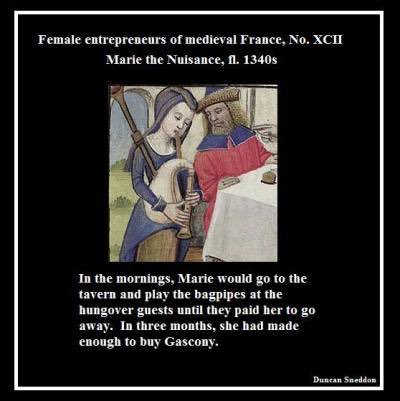 Female entrepreneurs of medieval France, No. XCII
Marie the Nuisance, fl. 1340s
In the mornings, Marie would go to the
tavern and play the bagpipes at the
hungover guests until they paid her to go
away.  In three months, she had made
enough to buy Gascony.
Duncan Sneddon